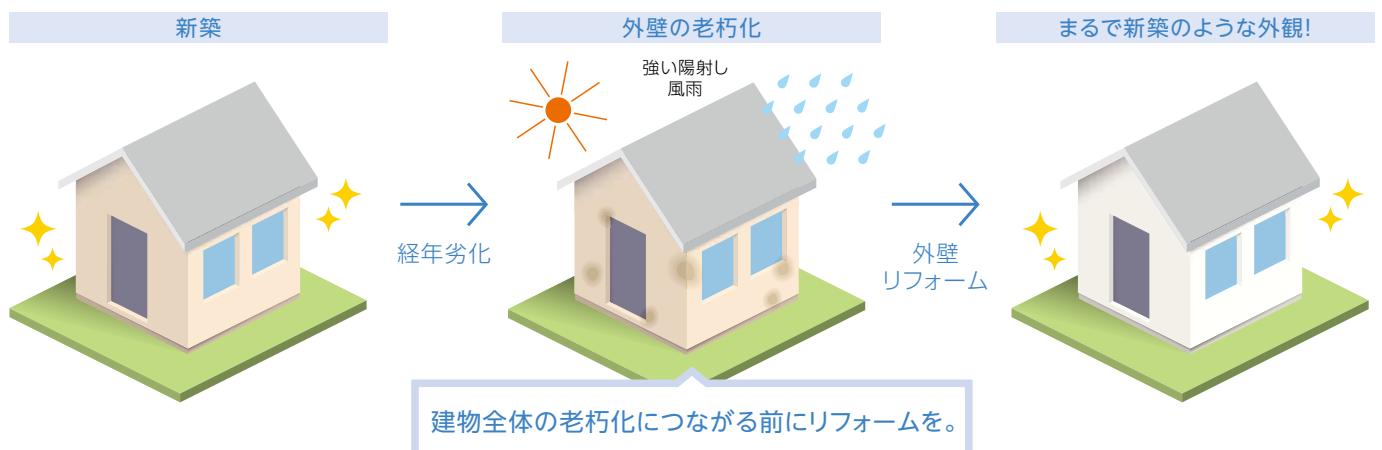 新築
外壁の老朽化
まるで新築のような外観!
強い陽射し
風雨
経年劣化
外壁
リフォーム
建物全体の老朽化につながる前にリフォームを。